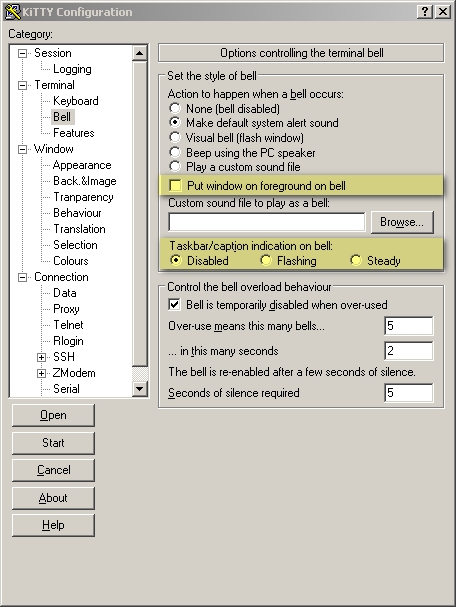 KiTTY Configuration
Category:
Session
Logging
Terminal
Keyboard
Bell
Features
Window
Appearance
Back.&Image
Tranparency
Behaviour
Translation
Selection
Colours
Connection
Data
Proxy
Telnet
Rlogin
SSH
ZModem
Serial
Open
Start
Cancel
About
Help
Options controlling the terminal bell
Set the style of bell
Action to happen when a bell occurs:
None (bell disabled)
Make default system alert sound
Visual bell (flash window)
Beep using the PC speaker
Play a custom sound file
Put window on foreground on bell
Custom sound file to play as a bell:
Browse...
Taskbar/caption indication on bell:
Disabled Flashing Steady
Control the bell overload behaviour
Bell is temporarily disabled when over-used
Over-use means this many bells... 5
... in this many seconds 2
The bell is re-enabled after a few seconds of silence.
Seconds of silence required 5